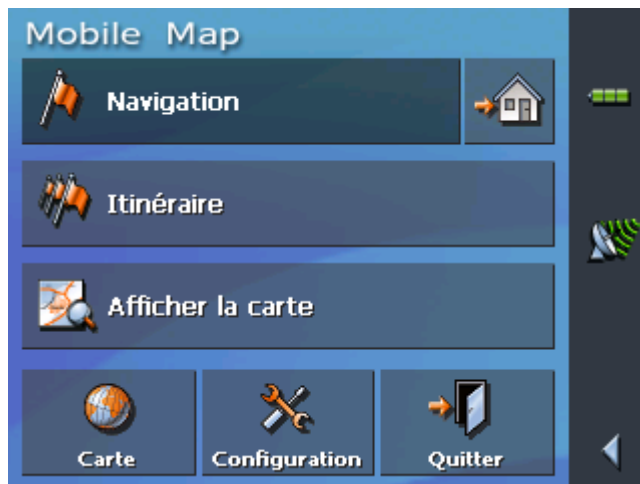 Mobile Map
Navigation
Itinéraire
Afficher la carte
Carte
Configuration
Quitter